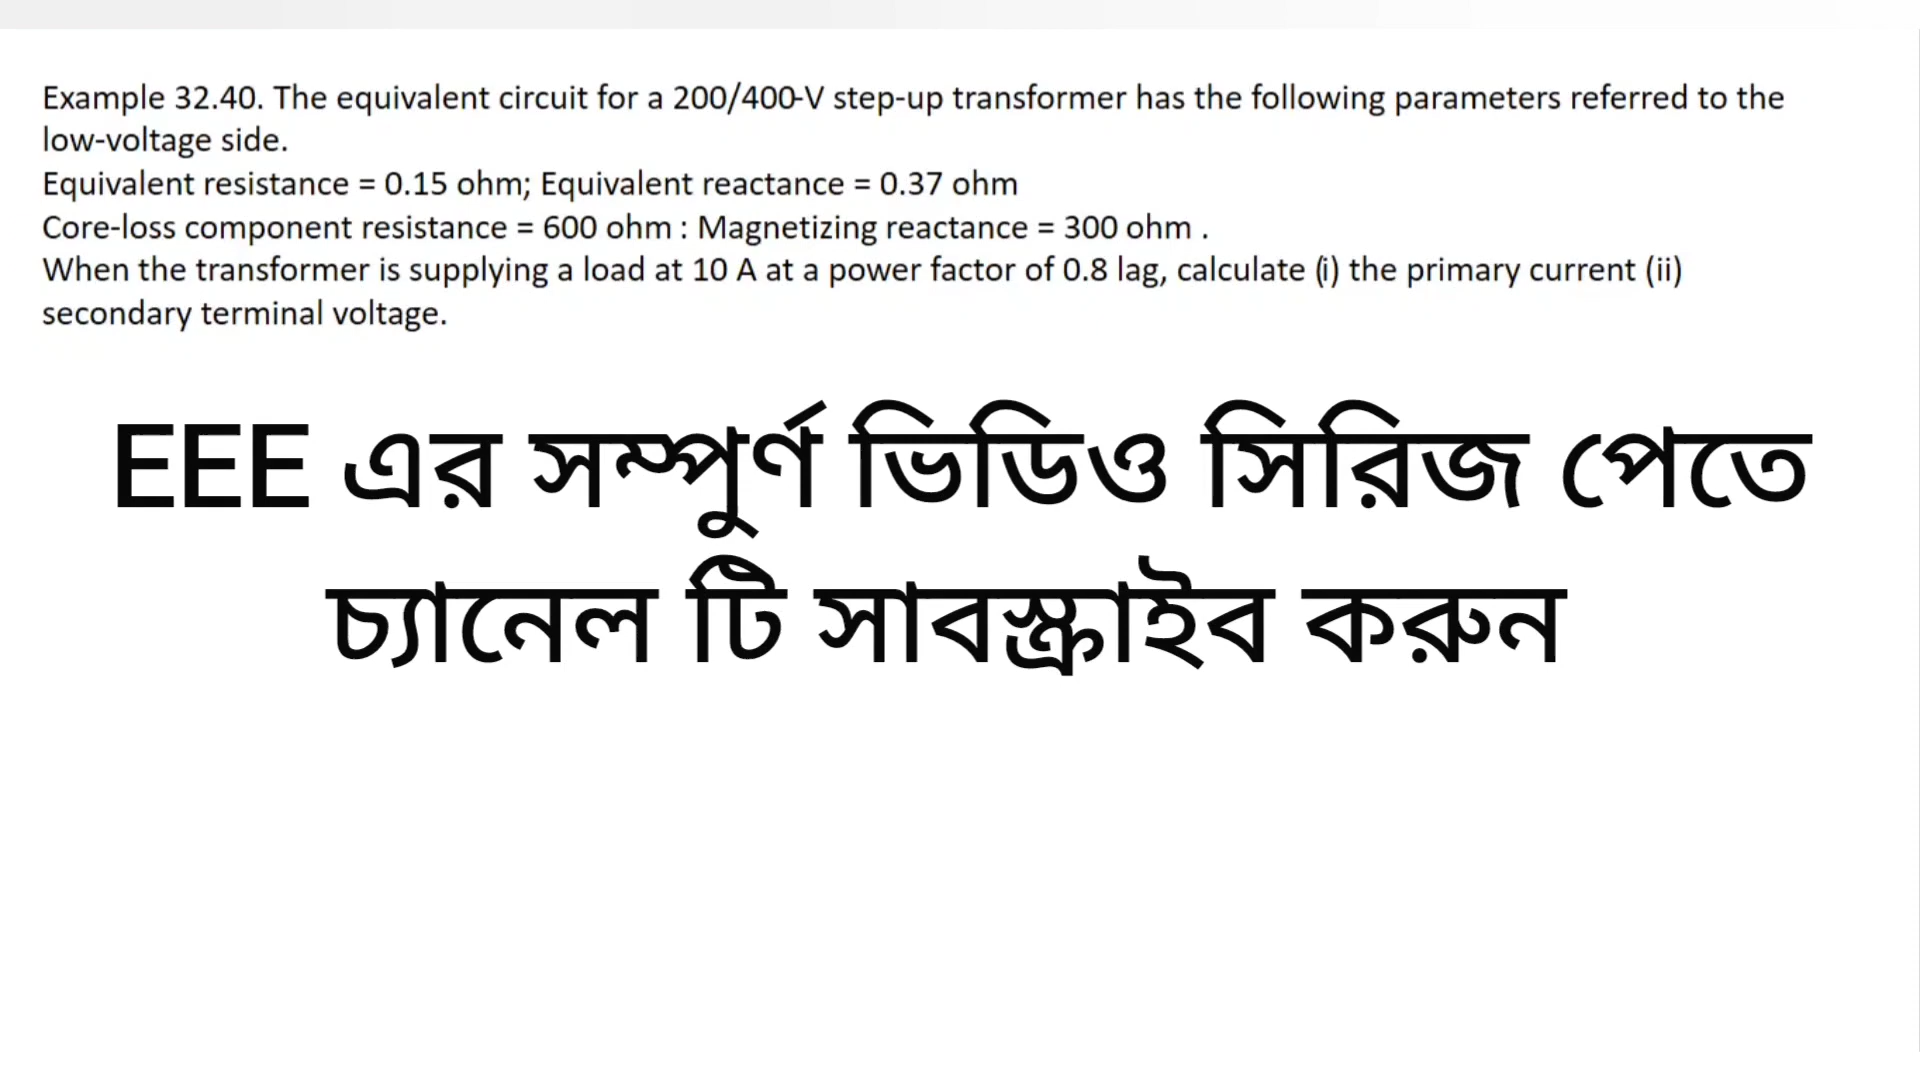 Example 32.40. The equivalent circuit for a 200/400-V step-up transformer has the following parameters referred to the
low-voltage side.
Equivalent resistance = 0.15 ohm; Equivalent reactance = 0.37 ohm
Core-loss component resistance = 600 ohm : Magnetizing reactance = 300 ohm .
When the transformer is supplying a load at 10 A at a power factor of 0.8 lag, calculate (i) the primary current (ii)
secondary terminal voltage.
EEE এর সম্পুর্ণ ভিডিও সিরিজ পেতে
চ্যানেল টি সাবস্ক্রাইব করুন